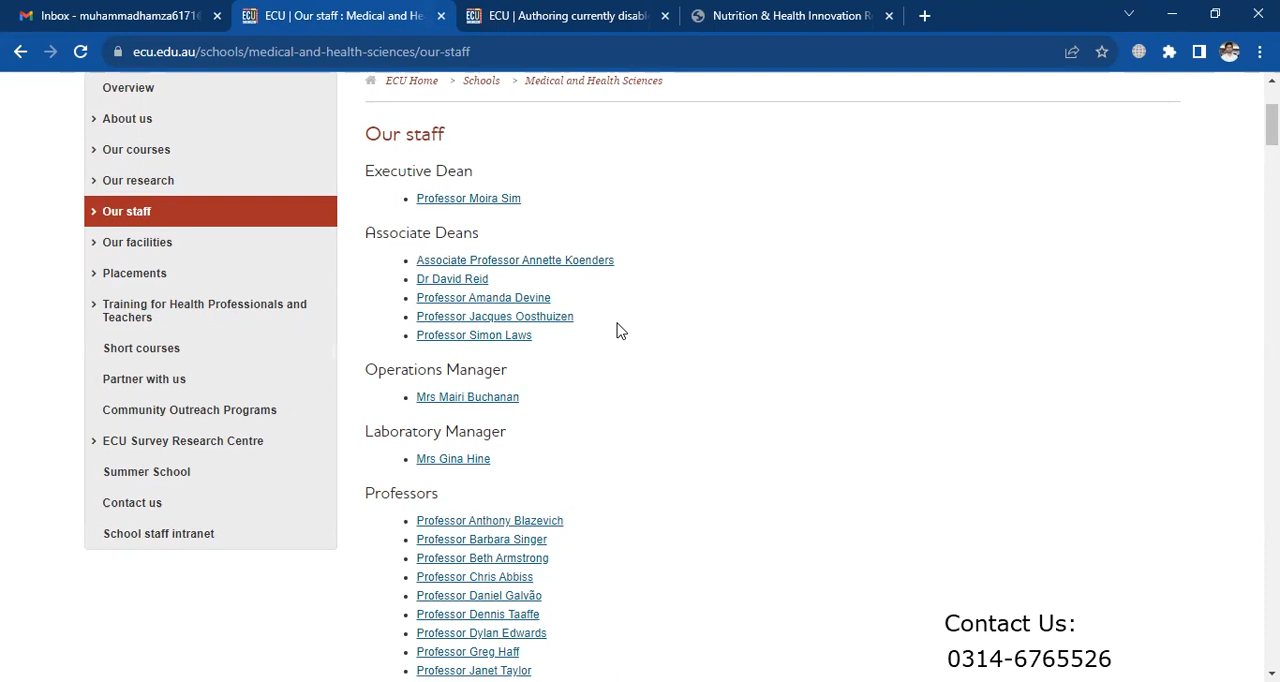 Inbox - muhammadhamza6171
ECU | Our staff : Medical and He
ECU | Authoring currently disabl
Nutrition & Health Innovation R
ecu.edu.au/schools/medical-and-health-sciences/our-staff
ECU Home > Schools > Medical and Health Sciences
Overview
About us
Our courses
Our research
Our staff
Our facilities
Placements
Training for Health Professionals and
Teachers
Short courses
Partner with us
Community Outreach Programs
ECU Survey Research Centre
Summer School
Contact us
School staff intranet
Our staff
Executive Dean
Professor Moira Sim
Associate Deans
Associate Professor Annette Koenders
Dr David Reid
Professor Amanda Devine
Professor Jacques Oosthuizen
Professor Simon Laws
Operations Manager
Mrs Mairi Buchanan
Laboratory Manager
Mrs Gina Hine
Professors
Professor Anthony Blazevich
Professor Barbara Singer
Professor Beth Armstrong
Professor Chris Abbiss
Professor Daniel Galvão
Professor Dennis Taaffe
Professor Dylan Edwards
Professor Greg Haff
Professor Janet Taylor
Contact Us:
0314-6765526